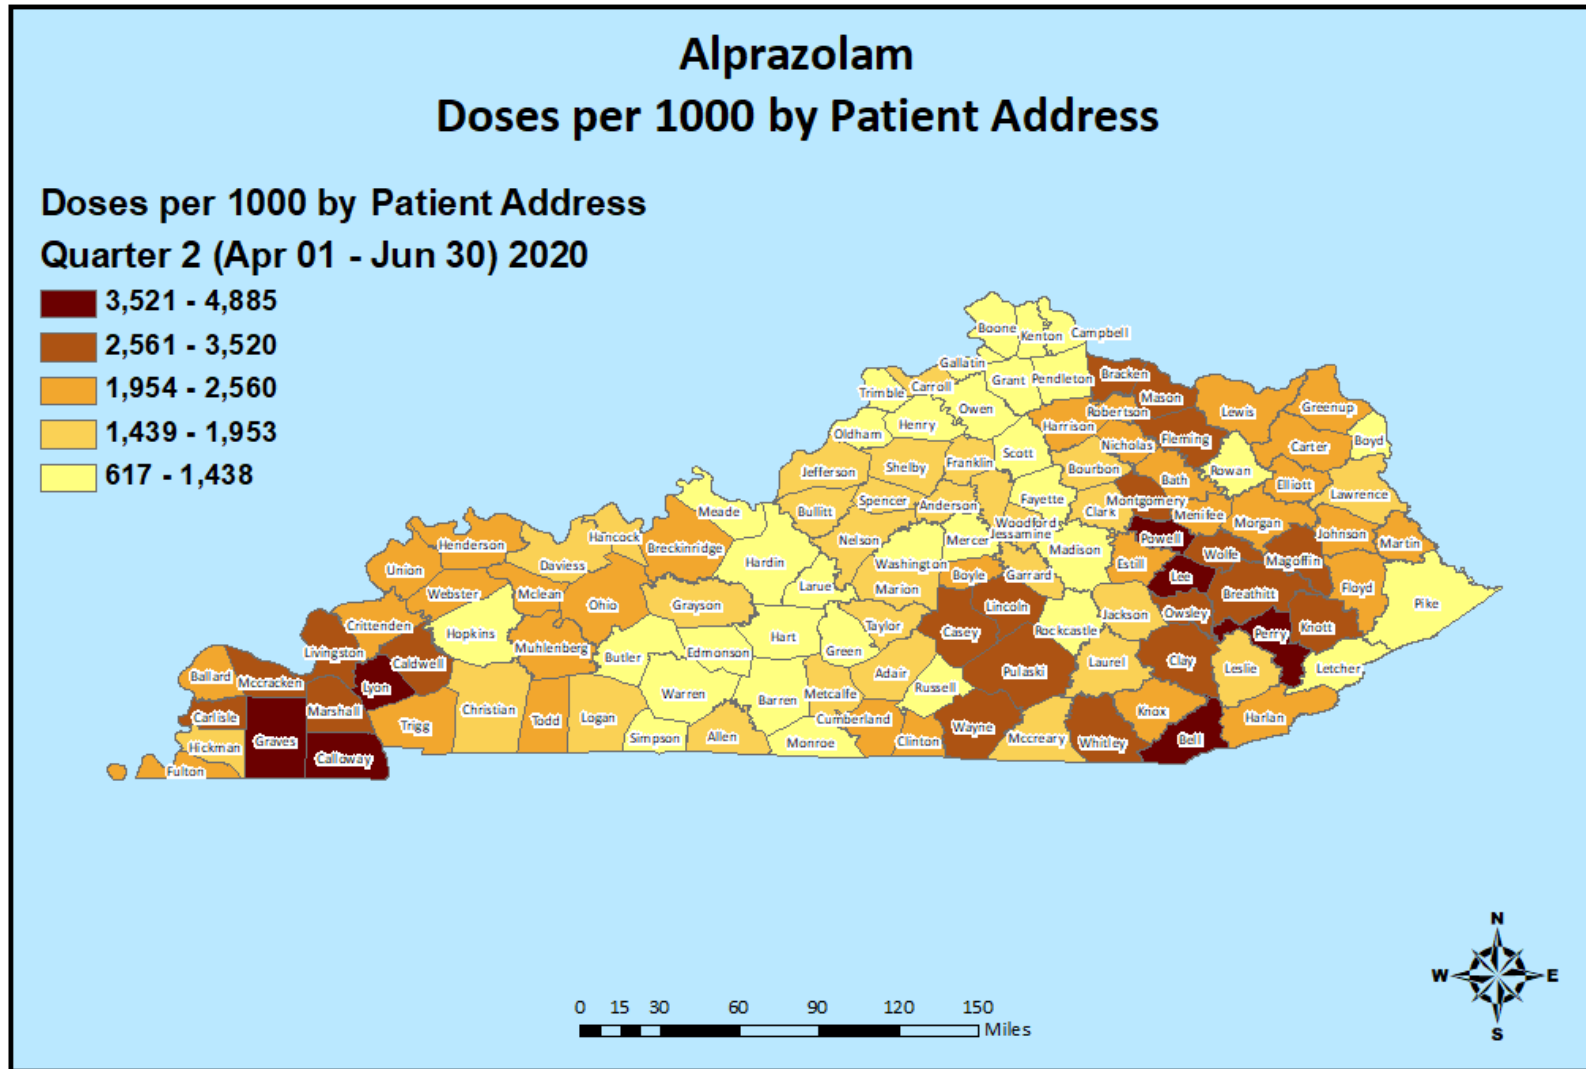 Alprazolam
Doses per 1000 by Patient Address
Doses per 1000 by Patient Address
Quarter 2 (Apr 01 - Jun 30) 2020
3,521 - 4,885
2,561 - 3,520
1,954 - 2,560
1,439 - 1,953
617 - 1,438
Boone
Kenton
Campbell
Gallatin
Grant
Pendleton
Bracken
Trimble
Carroll
Mason
Owen
Robertson
Lewis
Greenup
Henry
Harrison
Oldham
Fleming
Boyd
Nicholas
Carter
Scott
Jefferson
Shelby
Franklin
Bourbon
Rowan
Bath
Elliott
Lawrence
Spencer
Anderson
Fayette
Montgomery
Meade
Bullitt
Clark
Menifee
Woodford
Morgan
Jessamine
Johnson
Hancock
Nelson
Mercer
Powell
Martin
Henderson
Breckinridge
Madison
Wolfe
Magoffin
Daviess
Hardin
Washington
Estill
Union
Boyle
Garrard
Lee
Larue
Marion
Floyd
Webster
Mclean
Ohio
Grayson
Lincoln
Breathitt
Pike
Crittenden
Hopkins
Hart
Taylor
Casey
Rockcastle
Jackson
Owsley
Perry
Knott
Livingston
Muhlenberg
Butler
Edmonson
Green
Caldwell
Pulaski
Laurel
Clay
Leslie
Letcher
Ballard
Mccracken
Lyon
Warren
Barren
Metcalfe
Adair
Russell
Carlisle
Marshall
Trigg
Christian
Todd
Logan
Cumberland
Wayne
Knox
Harlan
Hickman
Graves
Simpson
Allen
Monroe
Clinton
Mccreary
Whitley
Bell
Fulton
Calloway
N
W
E
S
0 15 30 60 90 120 150
Miles